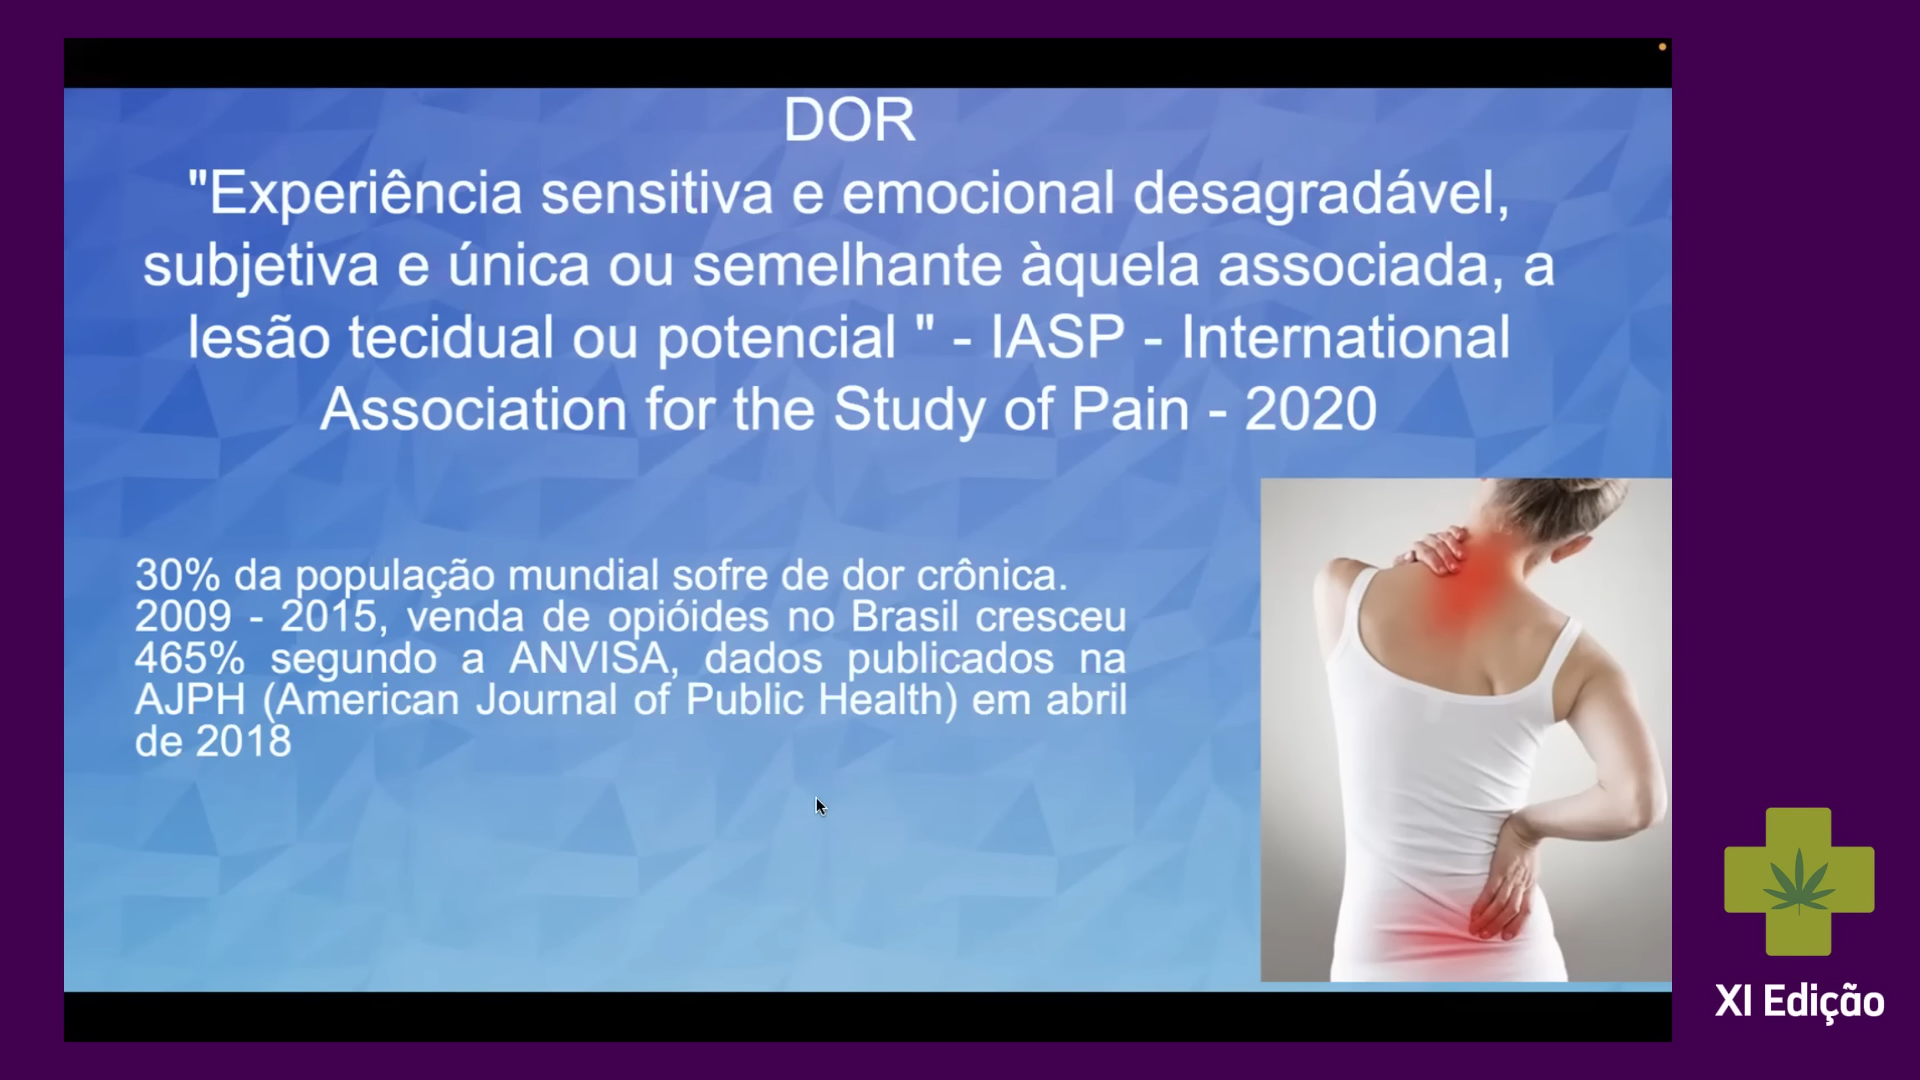 DOR
"Experiência sensitiva e emocional desagradável,
subjetiva e única ou semelhante àquela associada, a
lesão tecidual ou potencial " - IASP - International
Association for the Study of Pain - 2020
30% da população mundial sofre de dor crônica.
2009 - 2015, venda de opióides no Brasil cresceu
465% segundo a ANVISA, dados publicados na
AJPH (American Journal of Public Health) em abril
de 2018
XI Edição